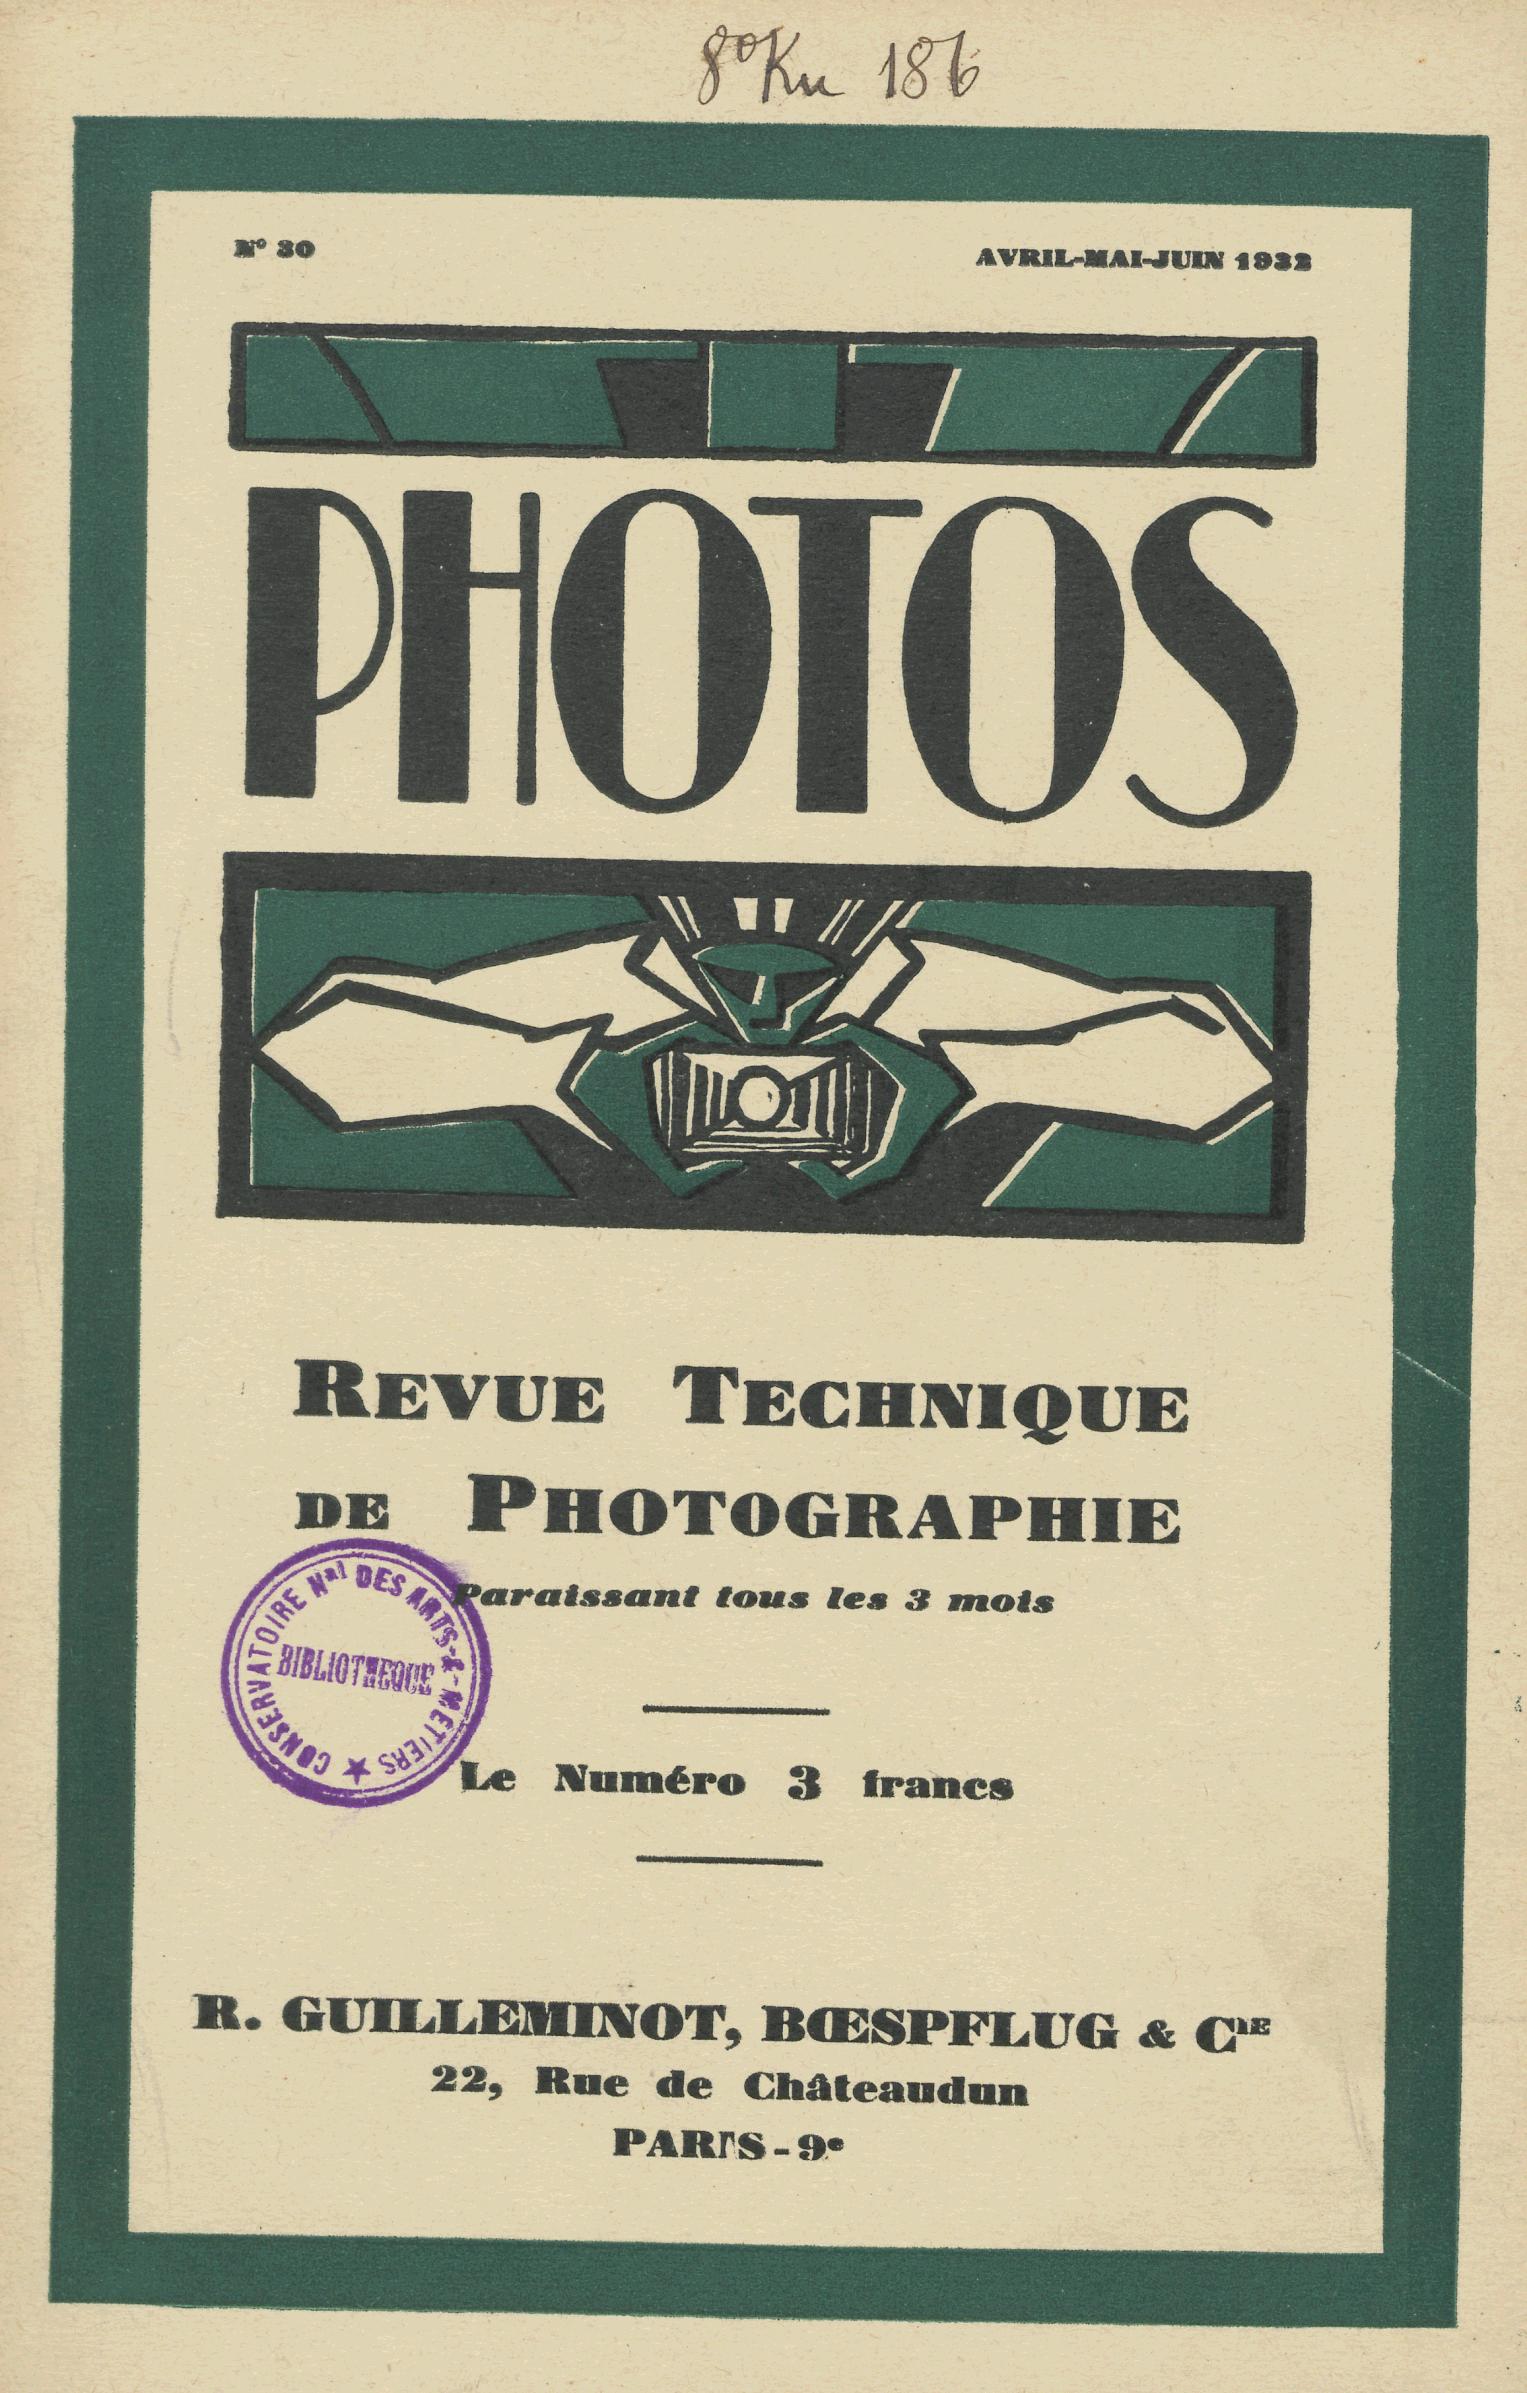 8° Ku 186
N° 30
AVRIL-MAI-JUIN 1932
PHOTOS
REVUE TECHNIQUE
DE PHOTOGRAPHIE
Paraissant tous les 3 mois
CONSERVATOIRE Nal DES ARTS-&-METIERS
BIBLIOTHEQUE
Le Numéro 3 francs
R. GUILLEMINOT, BŒSPFLUG & CIE
22, Rue de Châteaudun
PARIS-9e